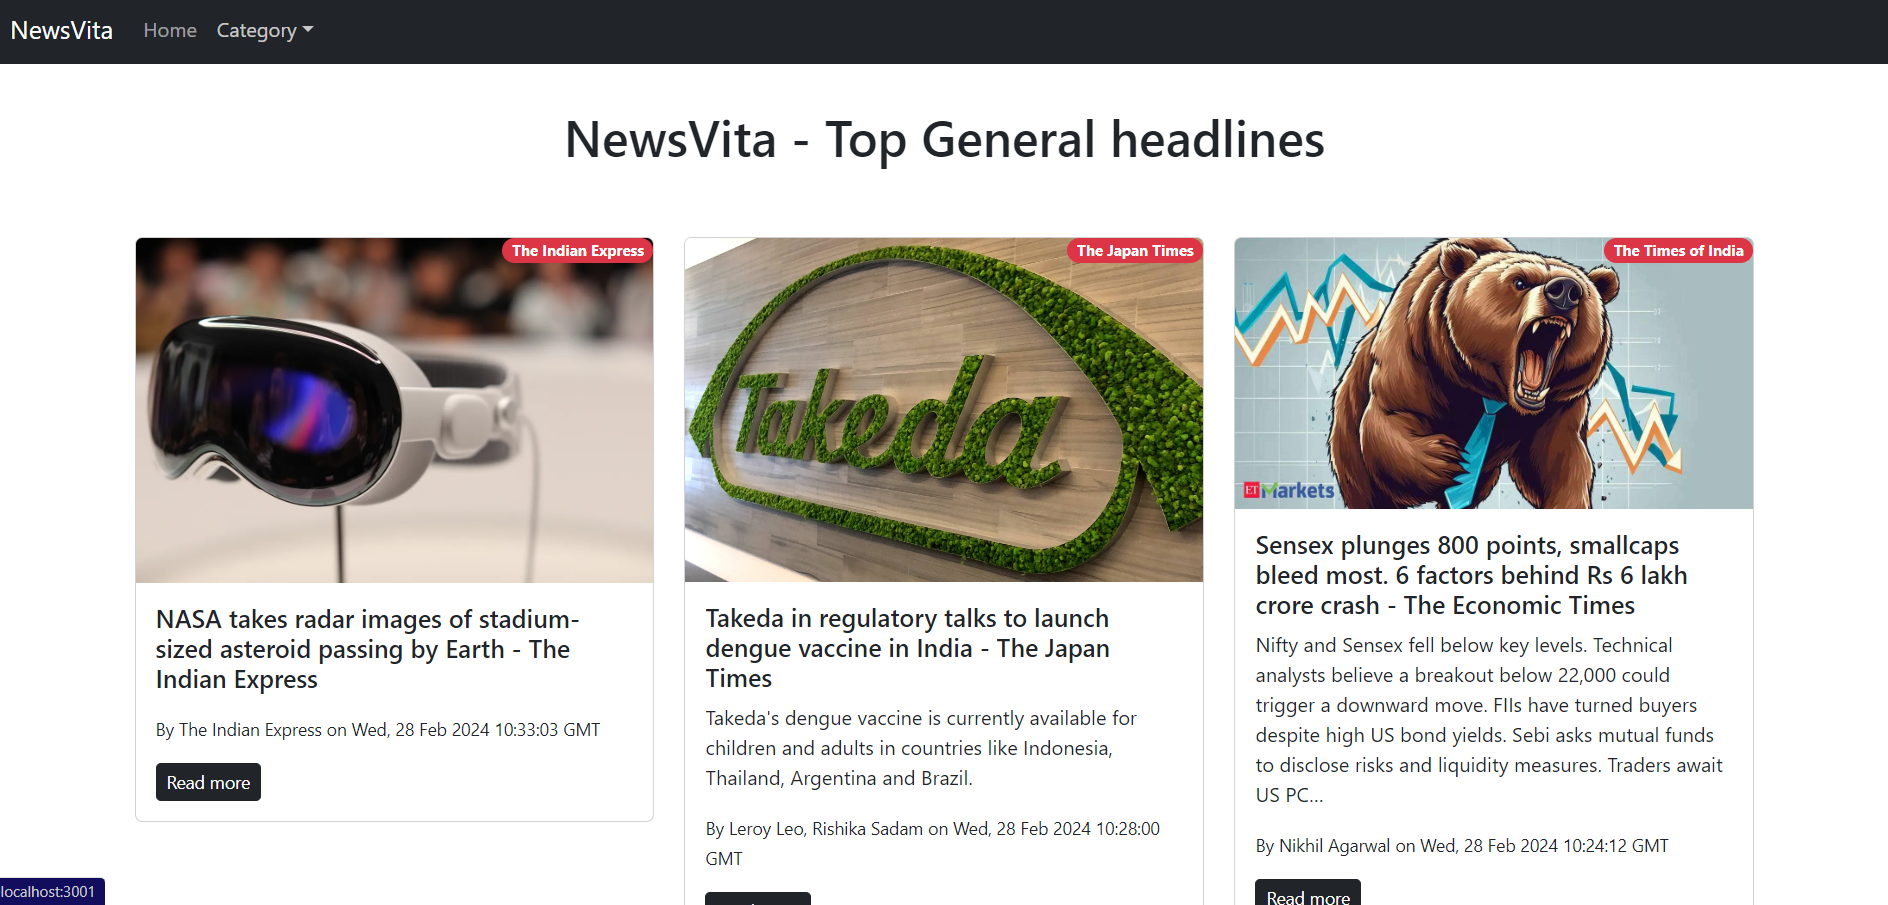 NewsVita Home Category
NewsVita - Top General headlines
The Indian Express
NASA takes radar images of stadium-
sized asteroid passing by Earth - The
Indian Express
By The Indian Express on Wed, 28 Feb 2024 10:33:03 GMT
Read more
The Japan Times
Takeda
Takeda in regulatory talks to launch
dengue vaccine in India - The Japan
Times
Takeda's dengue vaccine is currently available for
children and adults in countries like Indonesia,
Thailand, Argentina and Brazil.
By Leroy Leo, Rishika Sadam on Wed, 28 Feb 2024 10:28:00
GMT
The Times of India
ET Markets
Sensex plunges 800 points, smallcaps
bleed most. 6 factors behind Rs 6 lakh
crore crash - The Economic Times
Nifty and Sensex fell below key levels. Technical
analysts believe a breakout below 22,000 could
trigger a downward move. FIIs have turned buyers
despite high US bond yields. Sebi asks mutual funds
to disclose risks and liquidity measures. Traders await
US PC...
By Nikhil Agarwal on Wed, 28 Feb 2024 10:24:12 GMT
Read more
localhost:3001